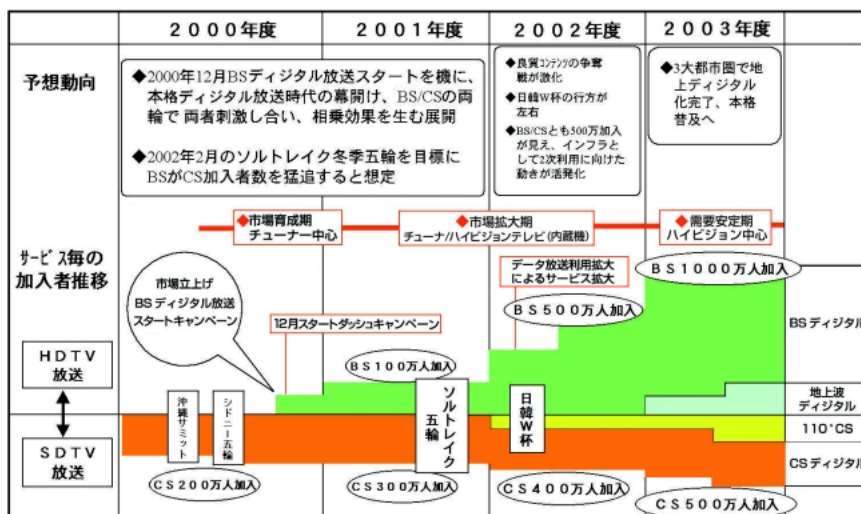 2000年度
2001年度
2002年度
2003年度
予想動向
◆2000年12月BSディジタル放送スタートを機に、
本格ディジタル放送時代の幕開け、BS/CSの両
輪で 両者刺激し合い、相乗効果を生む展開
◆2002年2月のソルトレイク冬季五輪を目標に
BSがCS加入者数を猛追すると想定
◆良質コンテンツの争奪
戦が激化
◆日韓W杯の行方が
左右
◆BS/CSとも500万加入
が見え、インフラと
して2次利用に向けた
動きが活発化
◆3大都市圏で地
上ディジタル
化完了、本格
普及へ
◆市場育成期
チューナー中心
◆市場拡大期
チューナ/ハイビジョンテレビ(内蔵機)
◆需要安定期
ハイビジョン中心
サービス毎の
加入者推移
市場立上げ
BSディジタル放送
スタートキャンペーン
12月スタートダッシュキャンペーン
データ放送利用拡大
によるサービス拡大
BS1000万人加入
BS500万人加入
BS100万人加入
BSディジタル
HDTV
放送
SDTV
放送
沖縄サミット
シドニー五輪
ソルトレイク
五輪
日韓W杯
地上波
ディジタル
110°CS
CSディジタル
CS200万人加入
CS300万人加入
CS400万人加入
CS500万人加入